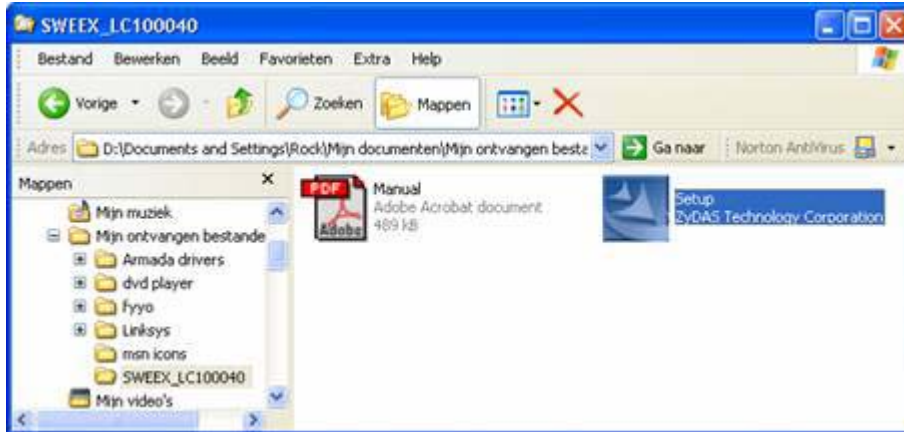 SWEEX_LC100040
Bestand Bewerken Beeld Favorieten Extra Help
Vorige Zoeken Mappen
Adres D:\Documents and Settings\Rock\Mijn documenten\Mijn ontvangen besta Ga naar Norton AntiVirus
Mappen
Mijn muziek
Mijn ontvangen bestande
Armada drivers
dvd player
fyyo
Linksys
msn icons
SWEEX_LC100040
Mijn video's
PDF
Adobe
Manual
Adobe Acrobat document
489 kB
Setup
ZyDAS Technology Corporation